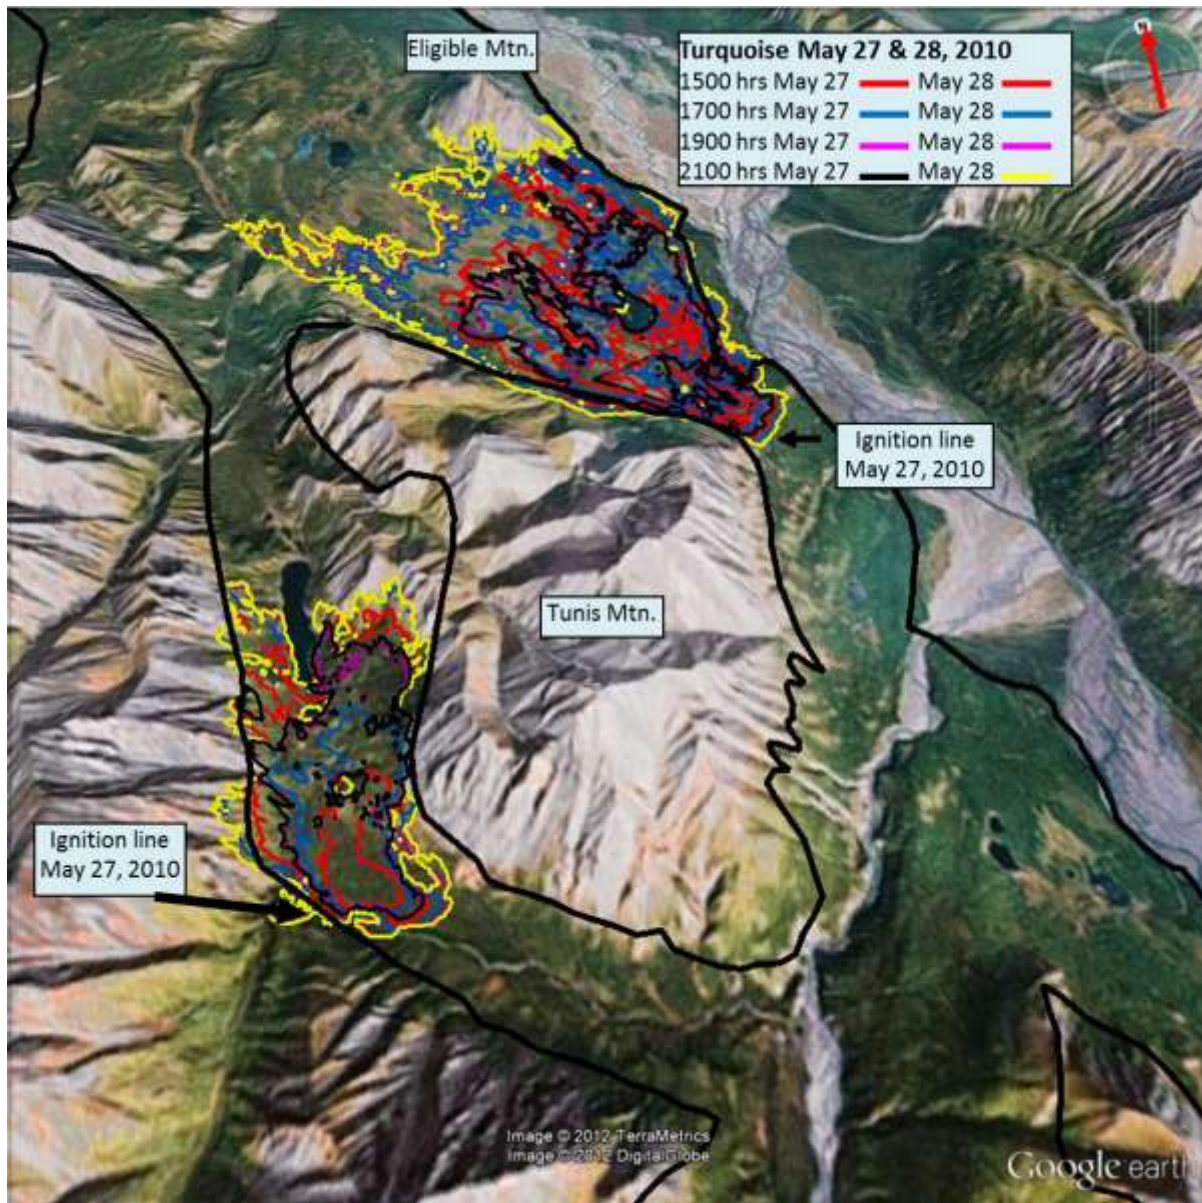 Eligible Mtn.
Turquoise May 27 & 28, 2010
1500 hrs May 27 May 28
1700 hrs May 27 May 28
1900 hrs May 27 May 28
2100 hrs May 27 May 28
Ignition line
May 27, 2010
Tunis Mtn.
Ignition line
May 27, 2010
Image © 2012 TerraMetrics
Image © 2012 DigitalGlobe
Google earth